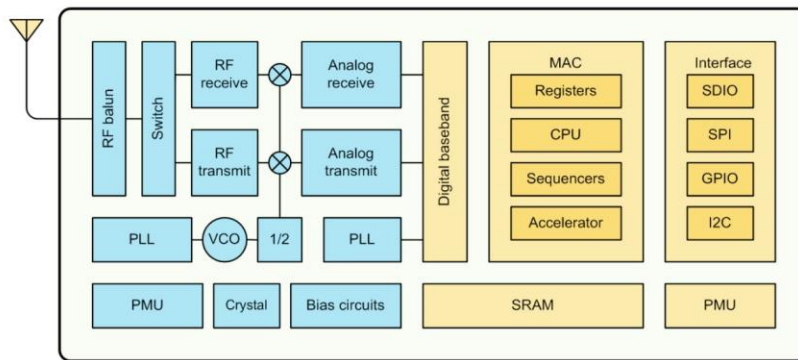 RF balun
Switch
RF
receive
Analog
receive
RF
transmit
Analog
transmit
PLL
VCO
1/2
PLL
Digital baseband
MAC
Registers
CPU
Sequencers
Accelerator
Interface
SDIO
SPI
GPIO
I2C
PMU
Crystal
Bias circuits
SRAM
PMU